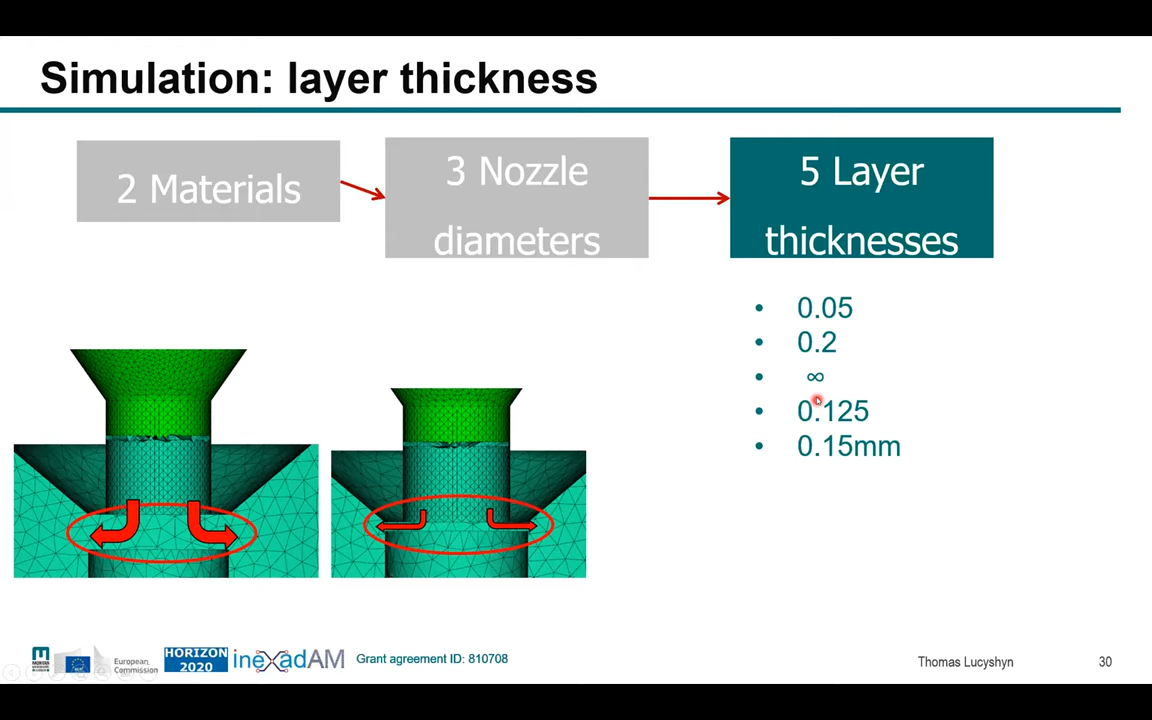 Simulation: layer thickness
2 Materials
3 Nozzle
diameters
5 Layer
thicknesses
• 0.05
• 0.2
• ∞
• 0.125
• 0.15mm
European
Commission
HORIZON
2020
inexadAM
Grant agreement ID: 810708
Thomas Lucyshyn
30